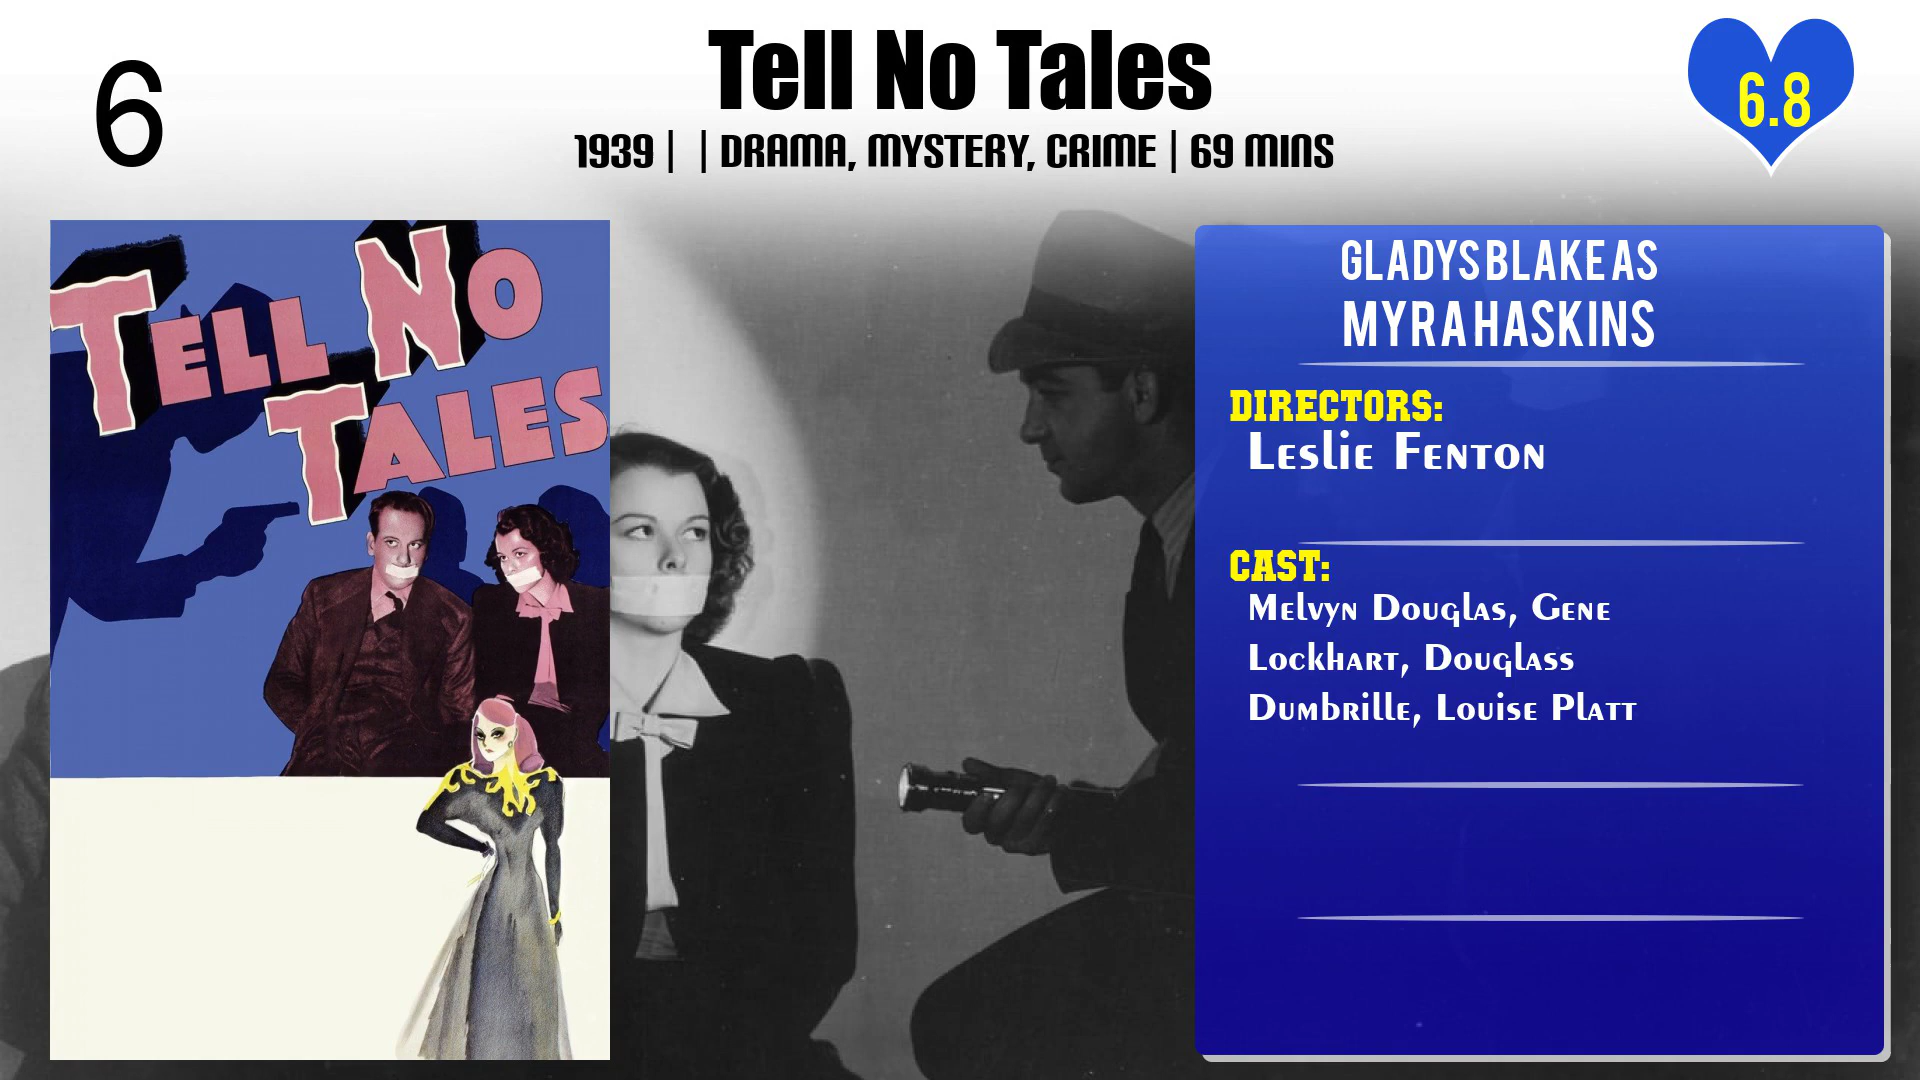 6
Tell No Tales
6.8
1939 | | DRAMA, MYSTERY, CRIME | 69 MINS
TELL NO
TALES
GLADYS BLAKE AS
MYRA HASKINS
DIRECTORS:
Leslie Fenton
CAST:
Melvyn Douglas, Gene
Lockhart, Douglass
Dumbrille, Louise Platt